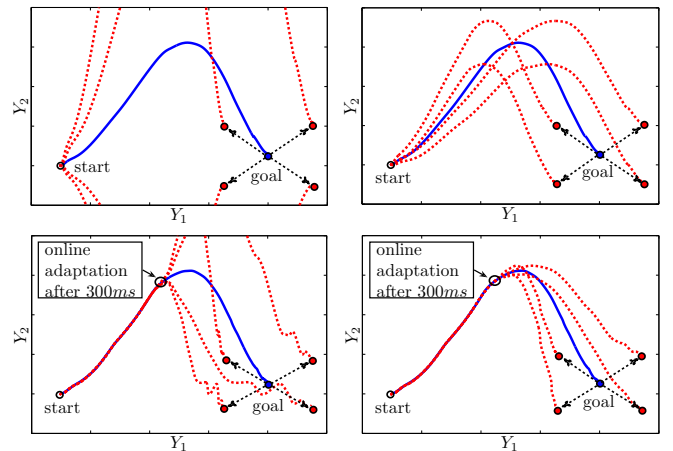 Y2
start
goal
Y1
Y2
start
goal
Y1
online
adaptation
after 300ms
Y2
start
goal
Y1
online
adaptation
after 300ms
Y2
start
goal
Y1